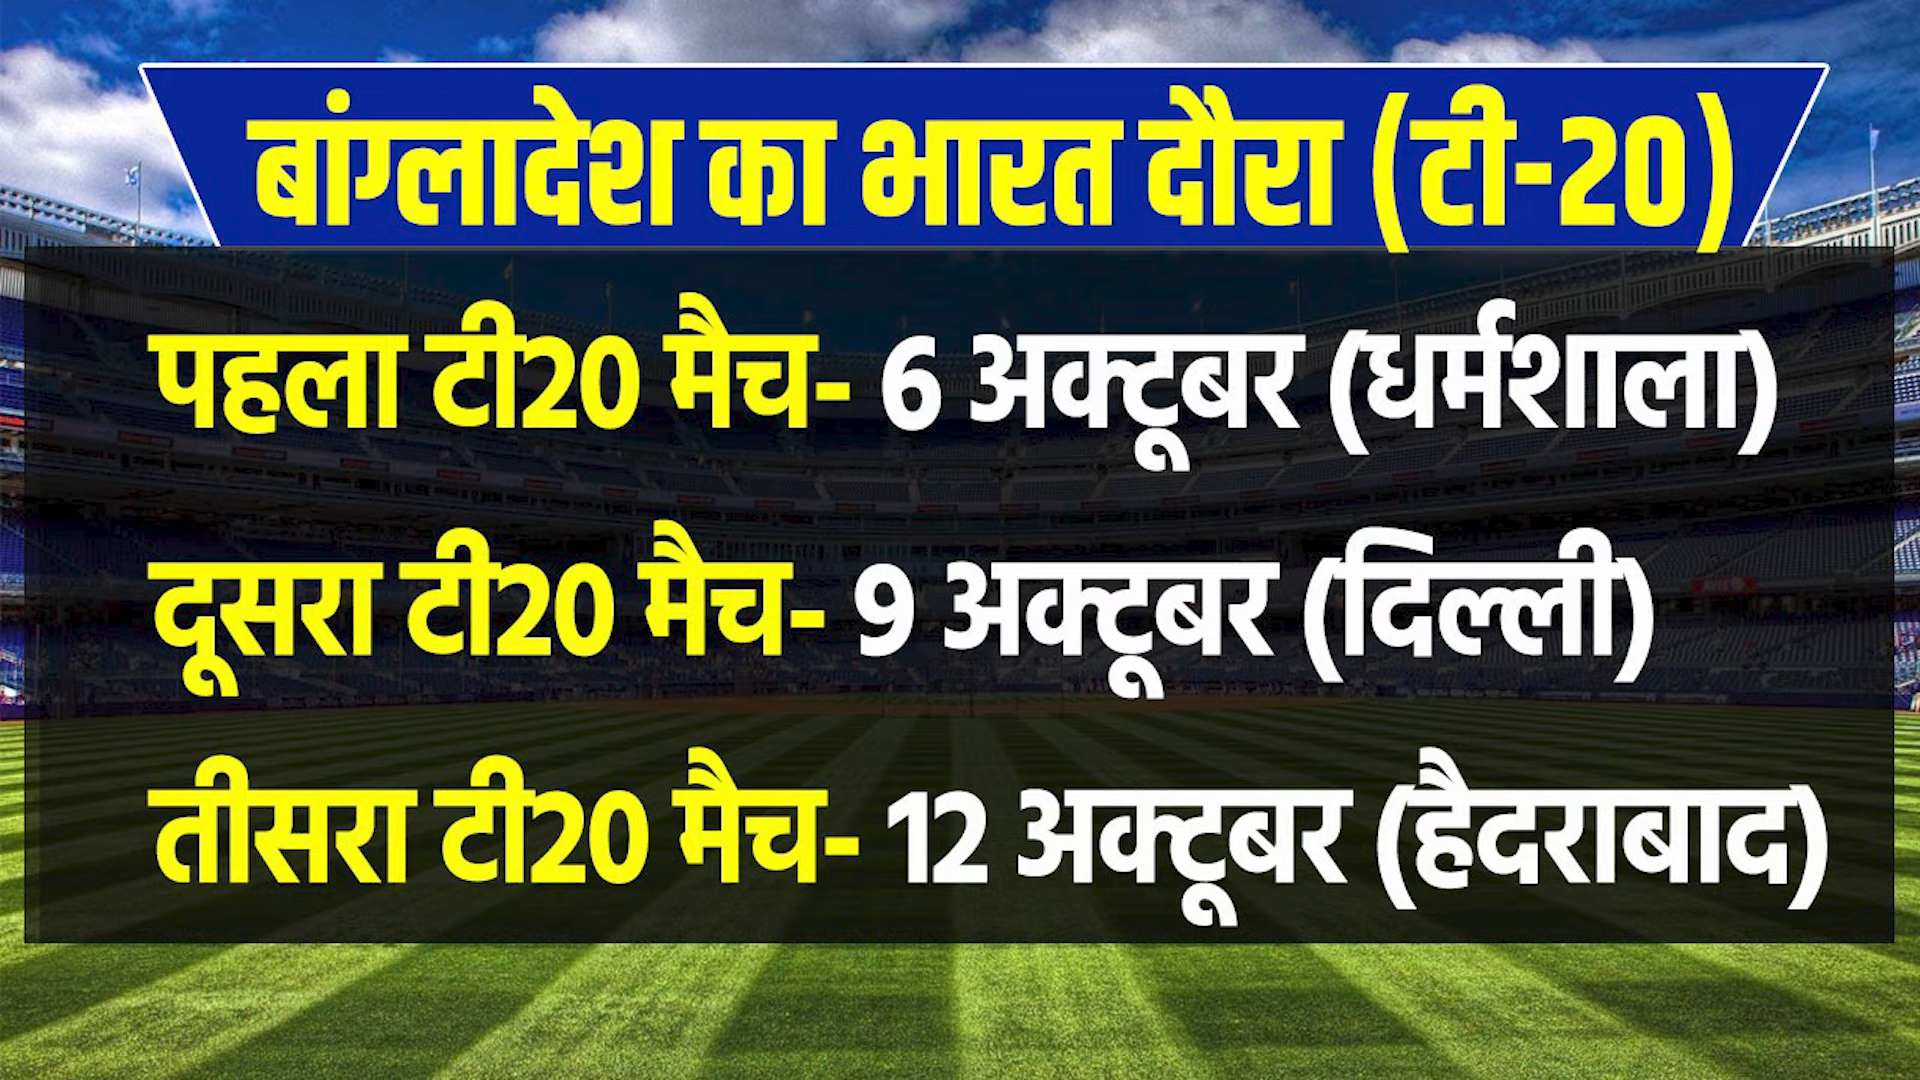 बांग्लादेश का भारत दौरा (टी-20)
पहला टी20 मैच- 6 अक्टूबर (धर्मशाला)
दूसरा टी20 मैच- 9 अक्टूबर (दिल्ली)
तीसरा टी20 मैच- 12 अक्टूबर (हैदराबाद)